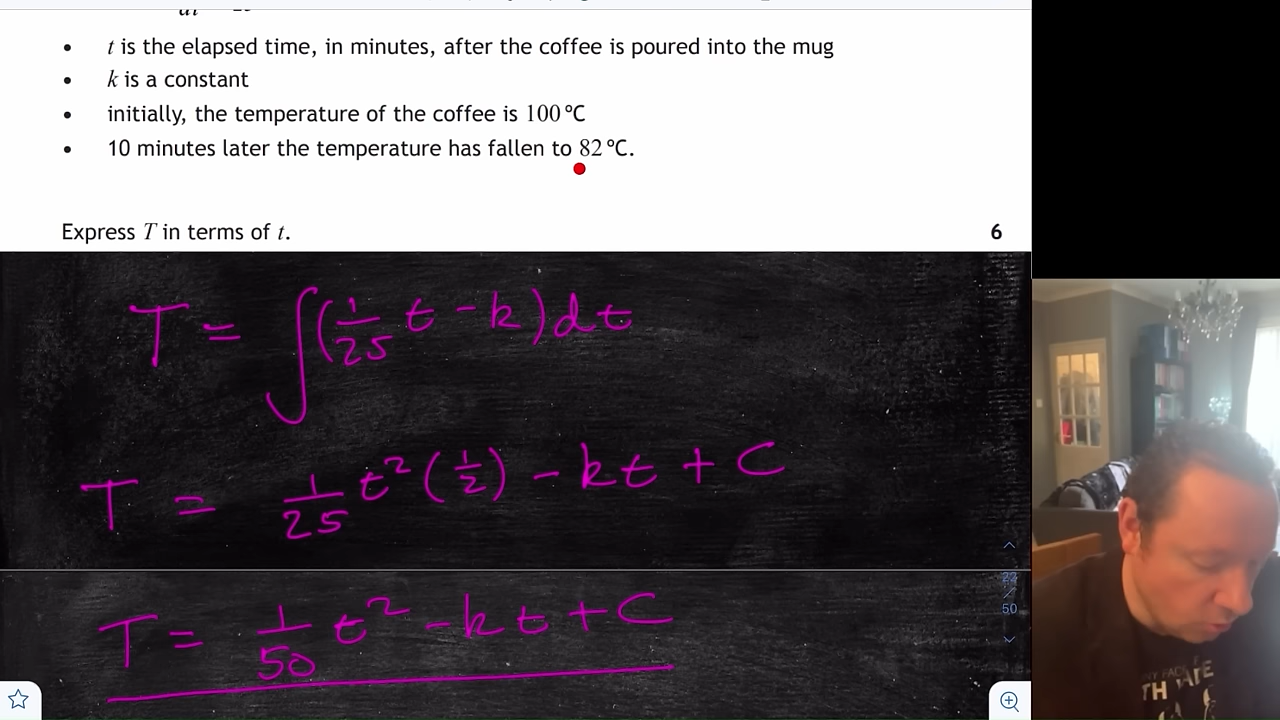 • t is the elapsed time, in minutes, after the coffee is poured into the mug
• k is a constant
• initially, the temperature of the coffee is 100 °C
• 10 minutes later the temperature has fallen to 82 °C.
Express T in terms of t. 6
T = ∫(1/25 t - k)dt
T = 1/25 t²(1/2) - kt + C
T = 1/50 t² - kt + C
22
50